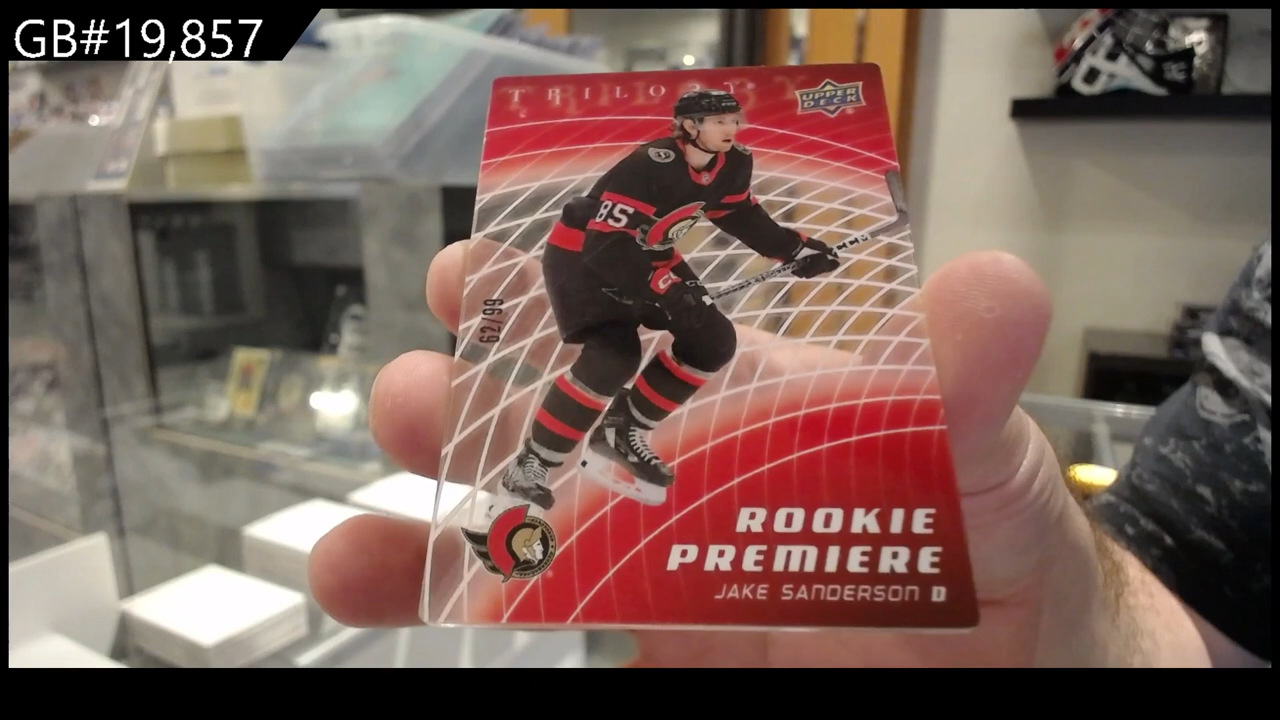 GB#19,857
TRILOGY
UPPER
DECK
85
62/99
ROOKIE
PREMIERE
JAKE SANDERSON D